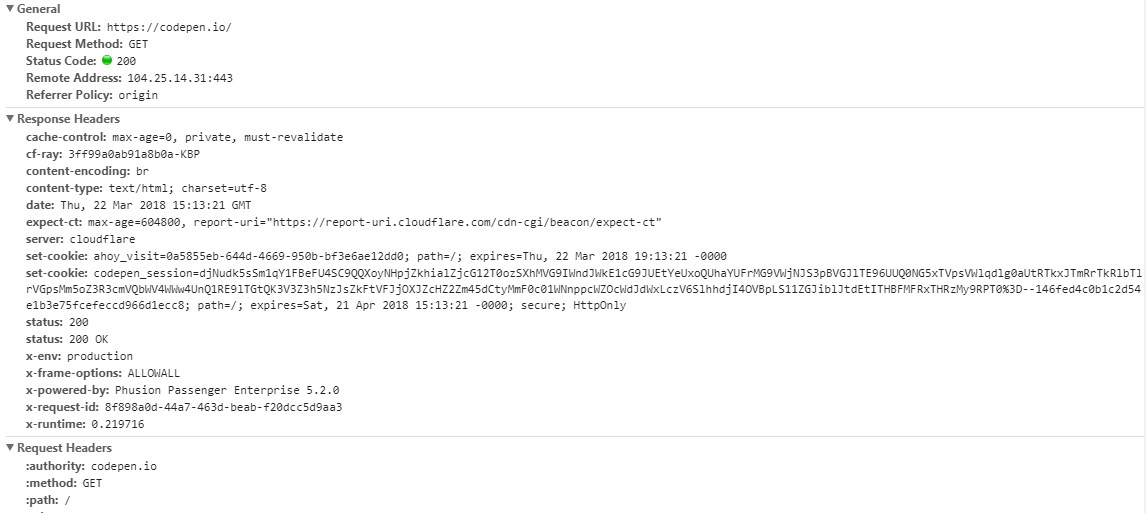 General
Request URL: https://codepen.io/
Request Method: GET
Status Code: 200
Remote Address: 104.25.14.31:443
Referrer Policy: origin
Response Headers
cache-control: max-age=0, private, must-revalidate
cf-ray: 3ff99a0ab91a8b0a-KBP
content-encoding: br
content-type: text/html; charset=utf-8
date: Thu, 22 Mar 2018 15:13:21 GMT
expect-ct: max-age=604800, report-uri="https://report-uri.cloudflare.com/cdn-cgi/beacon/expect-ct"
server: cloudflare
set-cookie: ahoy_visit=0a5855eb-644d-4669-950b-bf3e6ae12dd0; path=/; expires=Thu, 22 Mar 2018 19:13:21 -0000
set-cookie:
path=/; expires=Sat, 21 Apr 2018 15:13:21 -0000; secure; HttpOnly
status: 200
status: 200 OK
x-env: production
x-frame-options: ALLOWALL
x-powered-by: Phusion Passenger Enterprise 5.2.0
x-request-id: 8f898a0d-44a7-463d-beab-f20dcc5d9aa3
x-runtime: 0.219716
Request Headers
:authority: codepen.io
:method: GET
:path: /